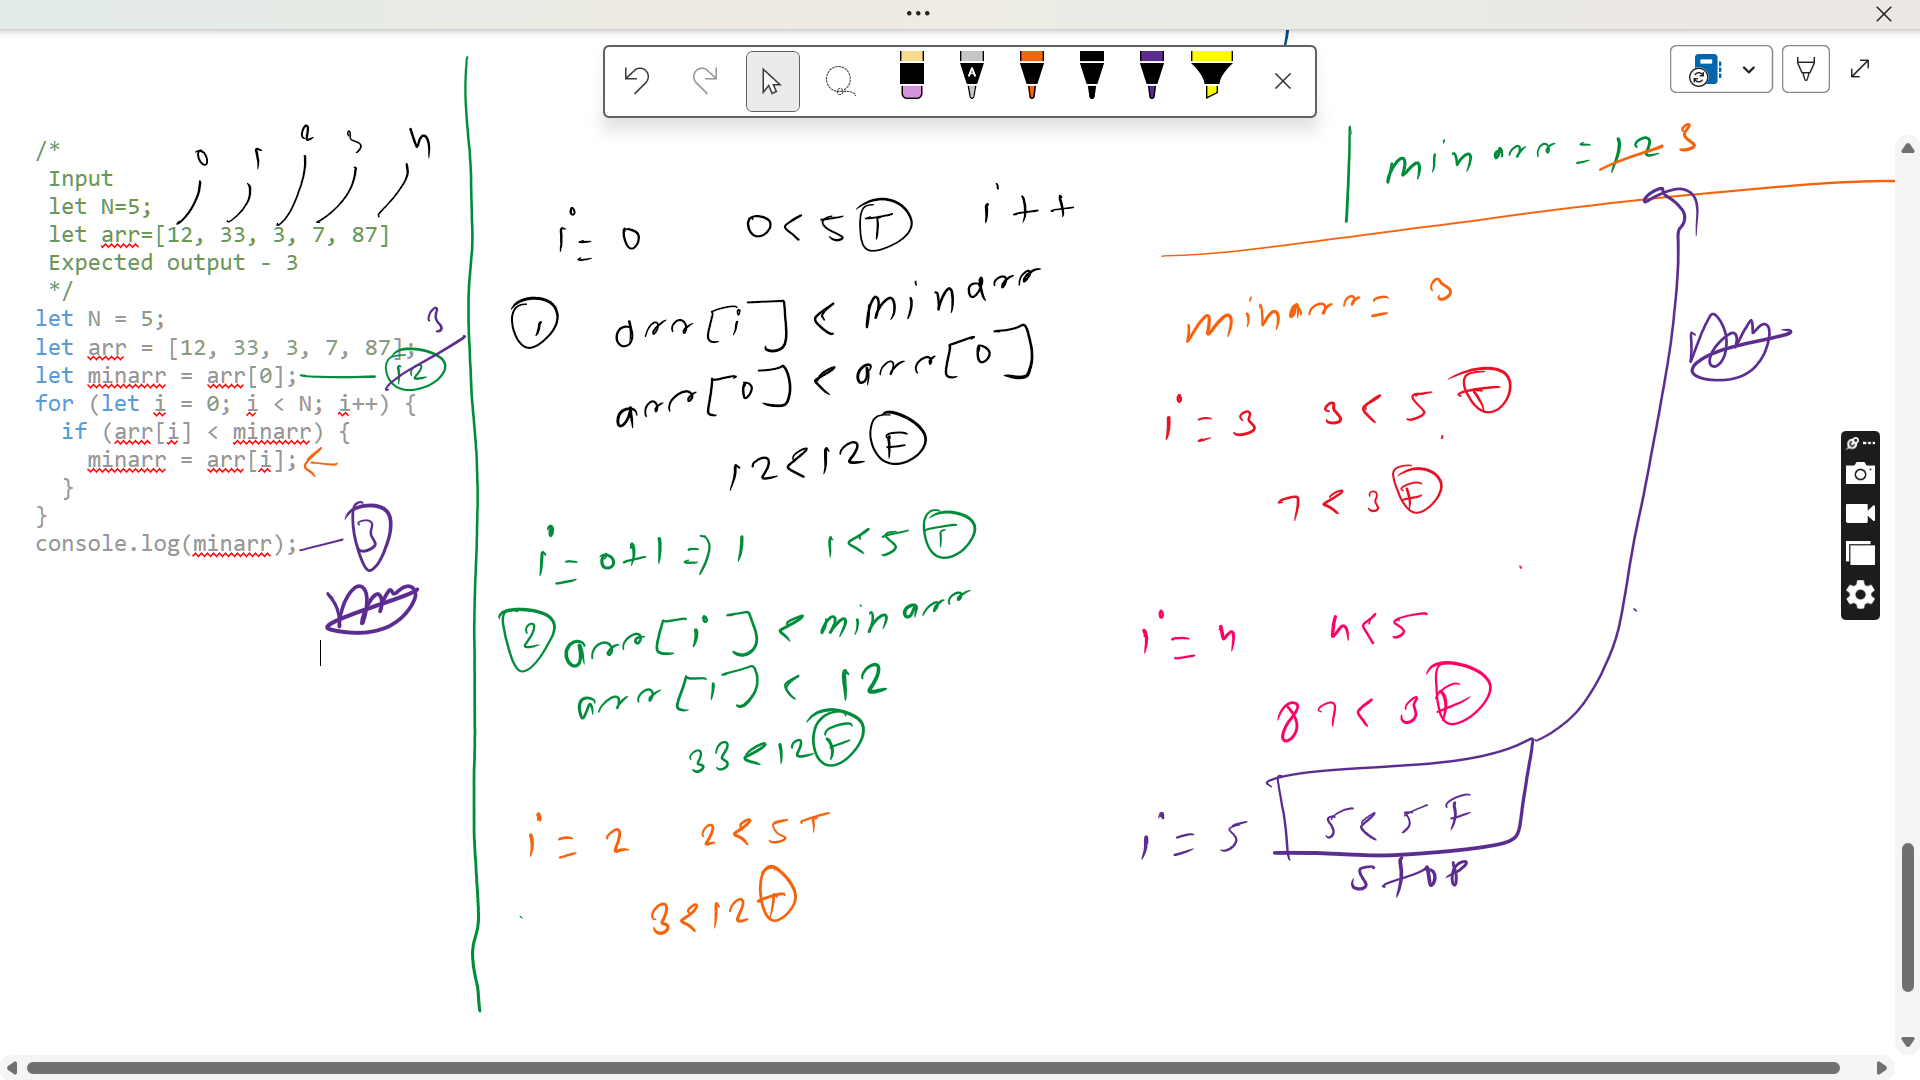 /*
Input
let N=5;
let arr=[12, 33, 3, 7, 87]
Expected output - 3
*/
let N = 5;
let arr = [12, 33, 3, 7, 87];
let minarr = arr[0];
for (let i = 0; i < N; i++) {
if (arr[i] < minarr) {
minarr = arr[i];
}
}
console.log(minarr);
0 1 2 3 4
3
12
3
i = 0 0 < 5 T i++
1 arr[i] < minarr
arr[0] < arr[0]
12 < 12 F
i = 0+1 => 1 1 < 5 T
2 arr[i] < minarr
arr[i] < 12
33 < 12 F
i = 2 2 < 5 T
3 < 12 T
minarr = 12 3
minarr = 3
i = 3 3 < 5 T
7 < 3 F
i = 4 4 < 5
87 < 3 F
i = 5 5 < 5 F
stop